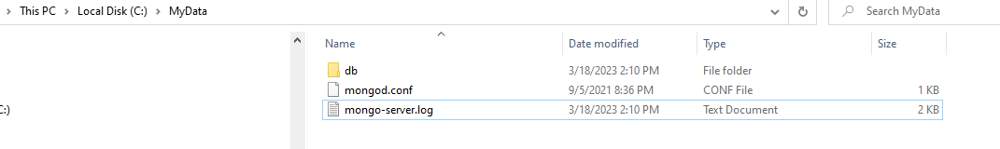 This PC > Local Disk (C:) > MyData
Search MyData
Name Date modified Type Size
db 3/18/2023 2:10 PM File folder
mongod.conf 9/5/2021 8:36 PM CONF File 1 KB
C:)
mongo-server.log 3/18/2023 2:10 PM Text Document 2 KB